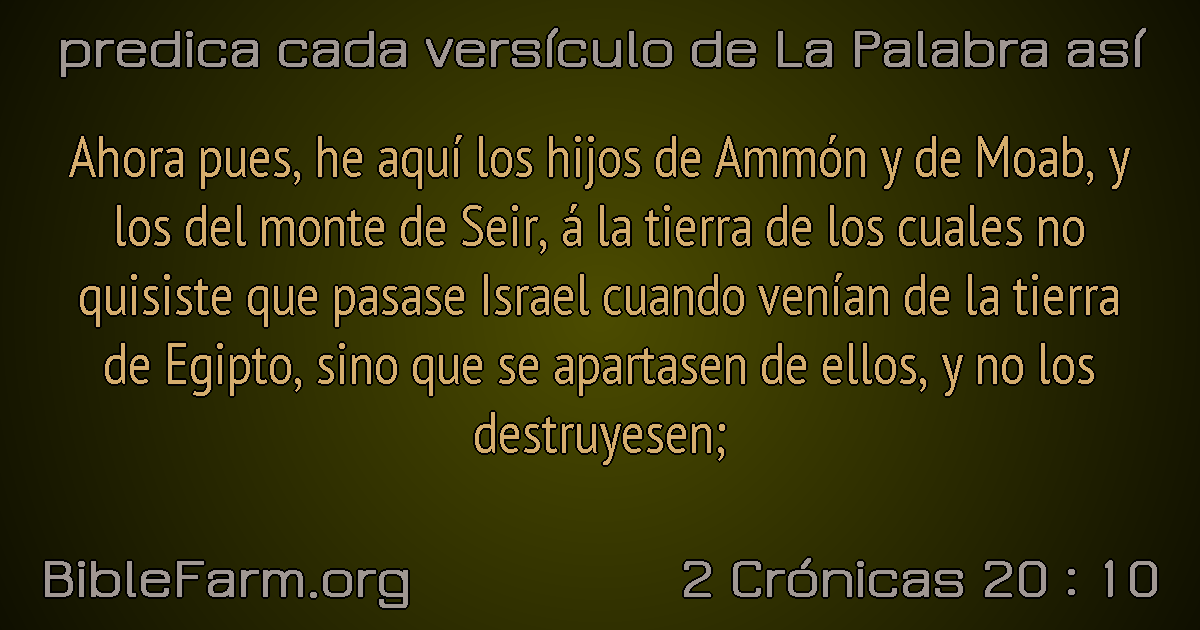 predica cada versículo de La Palabra así
Ahora pues, he aquí los hijos de Ammón y de Moab, y
los del monte de Seir, á la tierra de los cuales no
quisiste que pasase Israel cuando venían de la tierra
de Egipto, sino que se apartasen de ellos, y no los
destruyesen;
BibleFarm.org
2 Crónicas 20 : 10